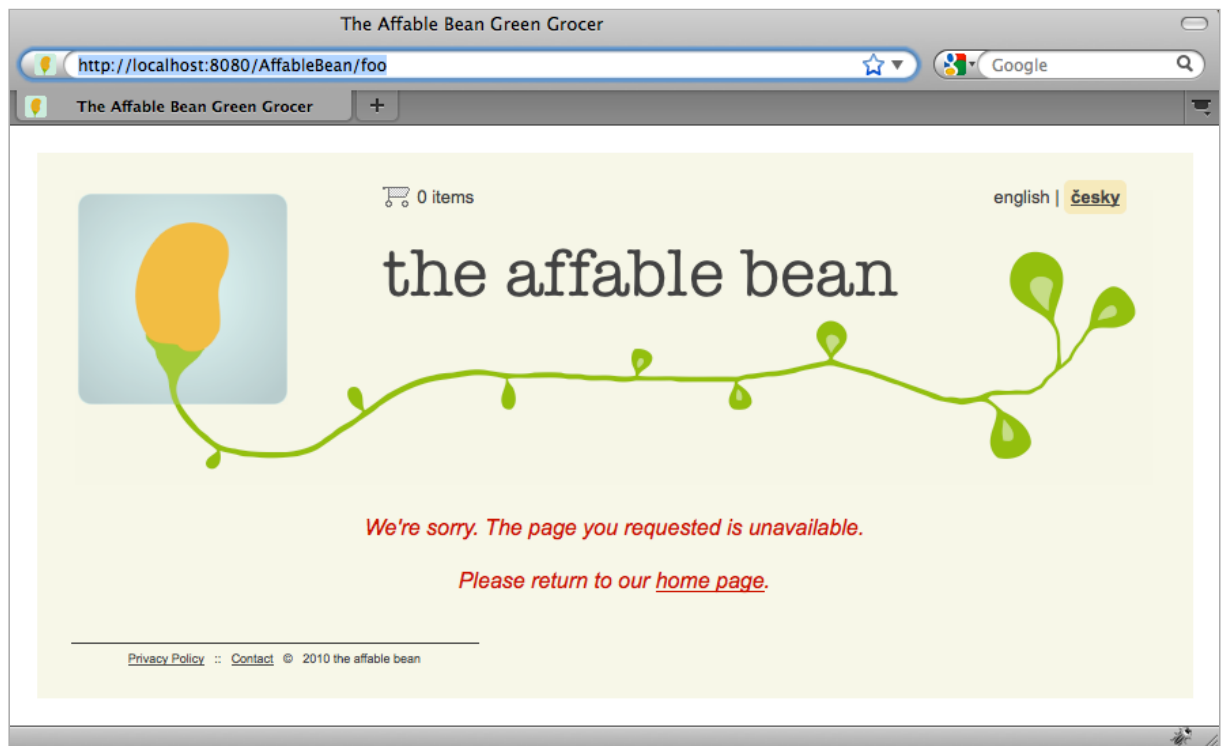 The Affable Bean Green Grocer
http://localhost:8080/AffableBean/foo
Google
The Affable Bean Green Grocer
0 items
english | česky
the affable bean
We're sorry. The page you requested is unavailable.
Please return to our home page.
Privacy Policy :: Contact © 2010 the affable bean